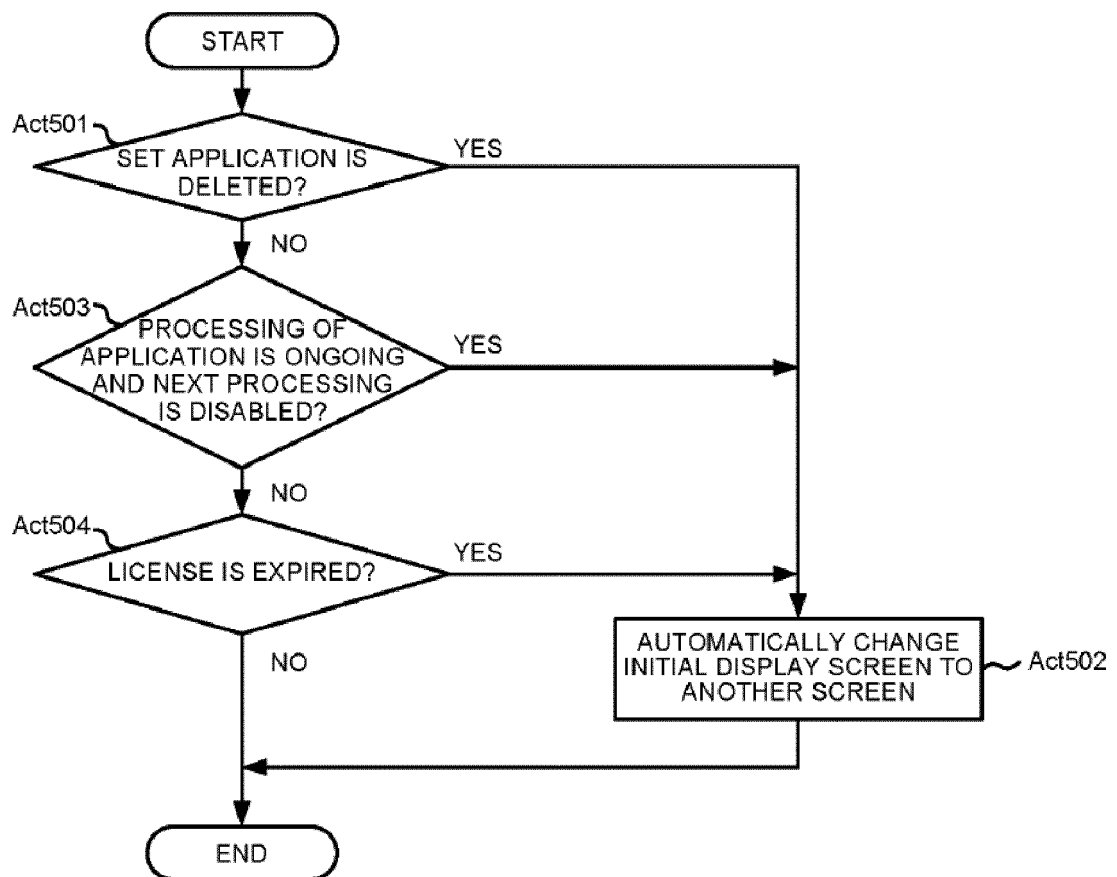 START
Act501
SET APPLICATION IS
DELETED?
YES
NO
Act503
PROCESSING OF
APPLICATION IS ONGOING
AND NEXT PROCESSING
IS DISABLED?
YES
NO
Act504
LICENSE IS EXPIRED?
YES
NO
AUTOMATICALLY CHANGE
INITIAL DISPLAY SCREEN TO
ANOTHER SCREEN
Act502
END